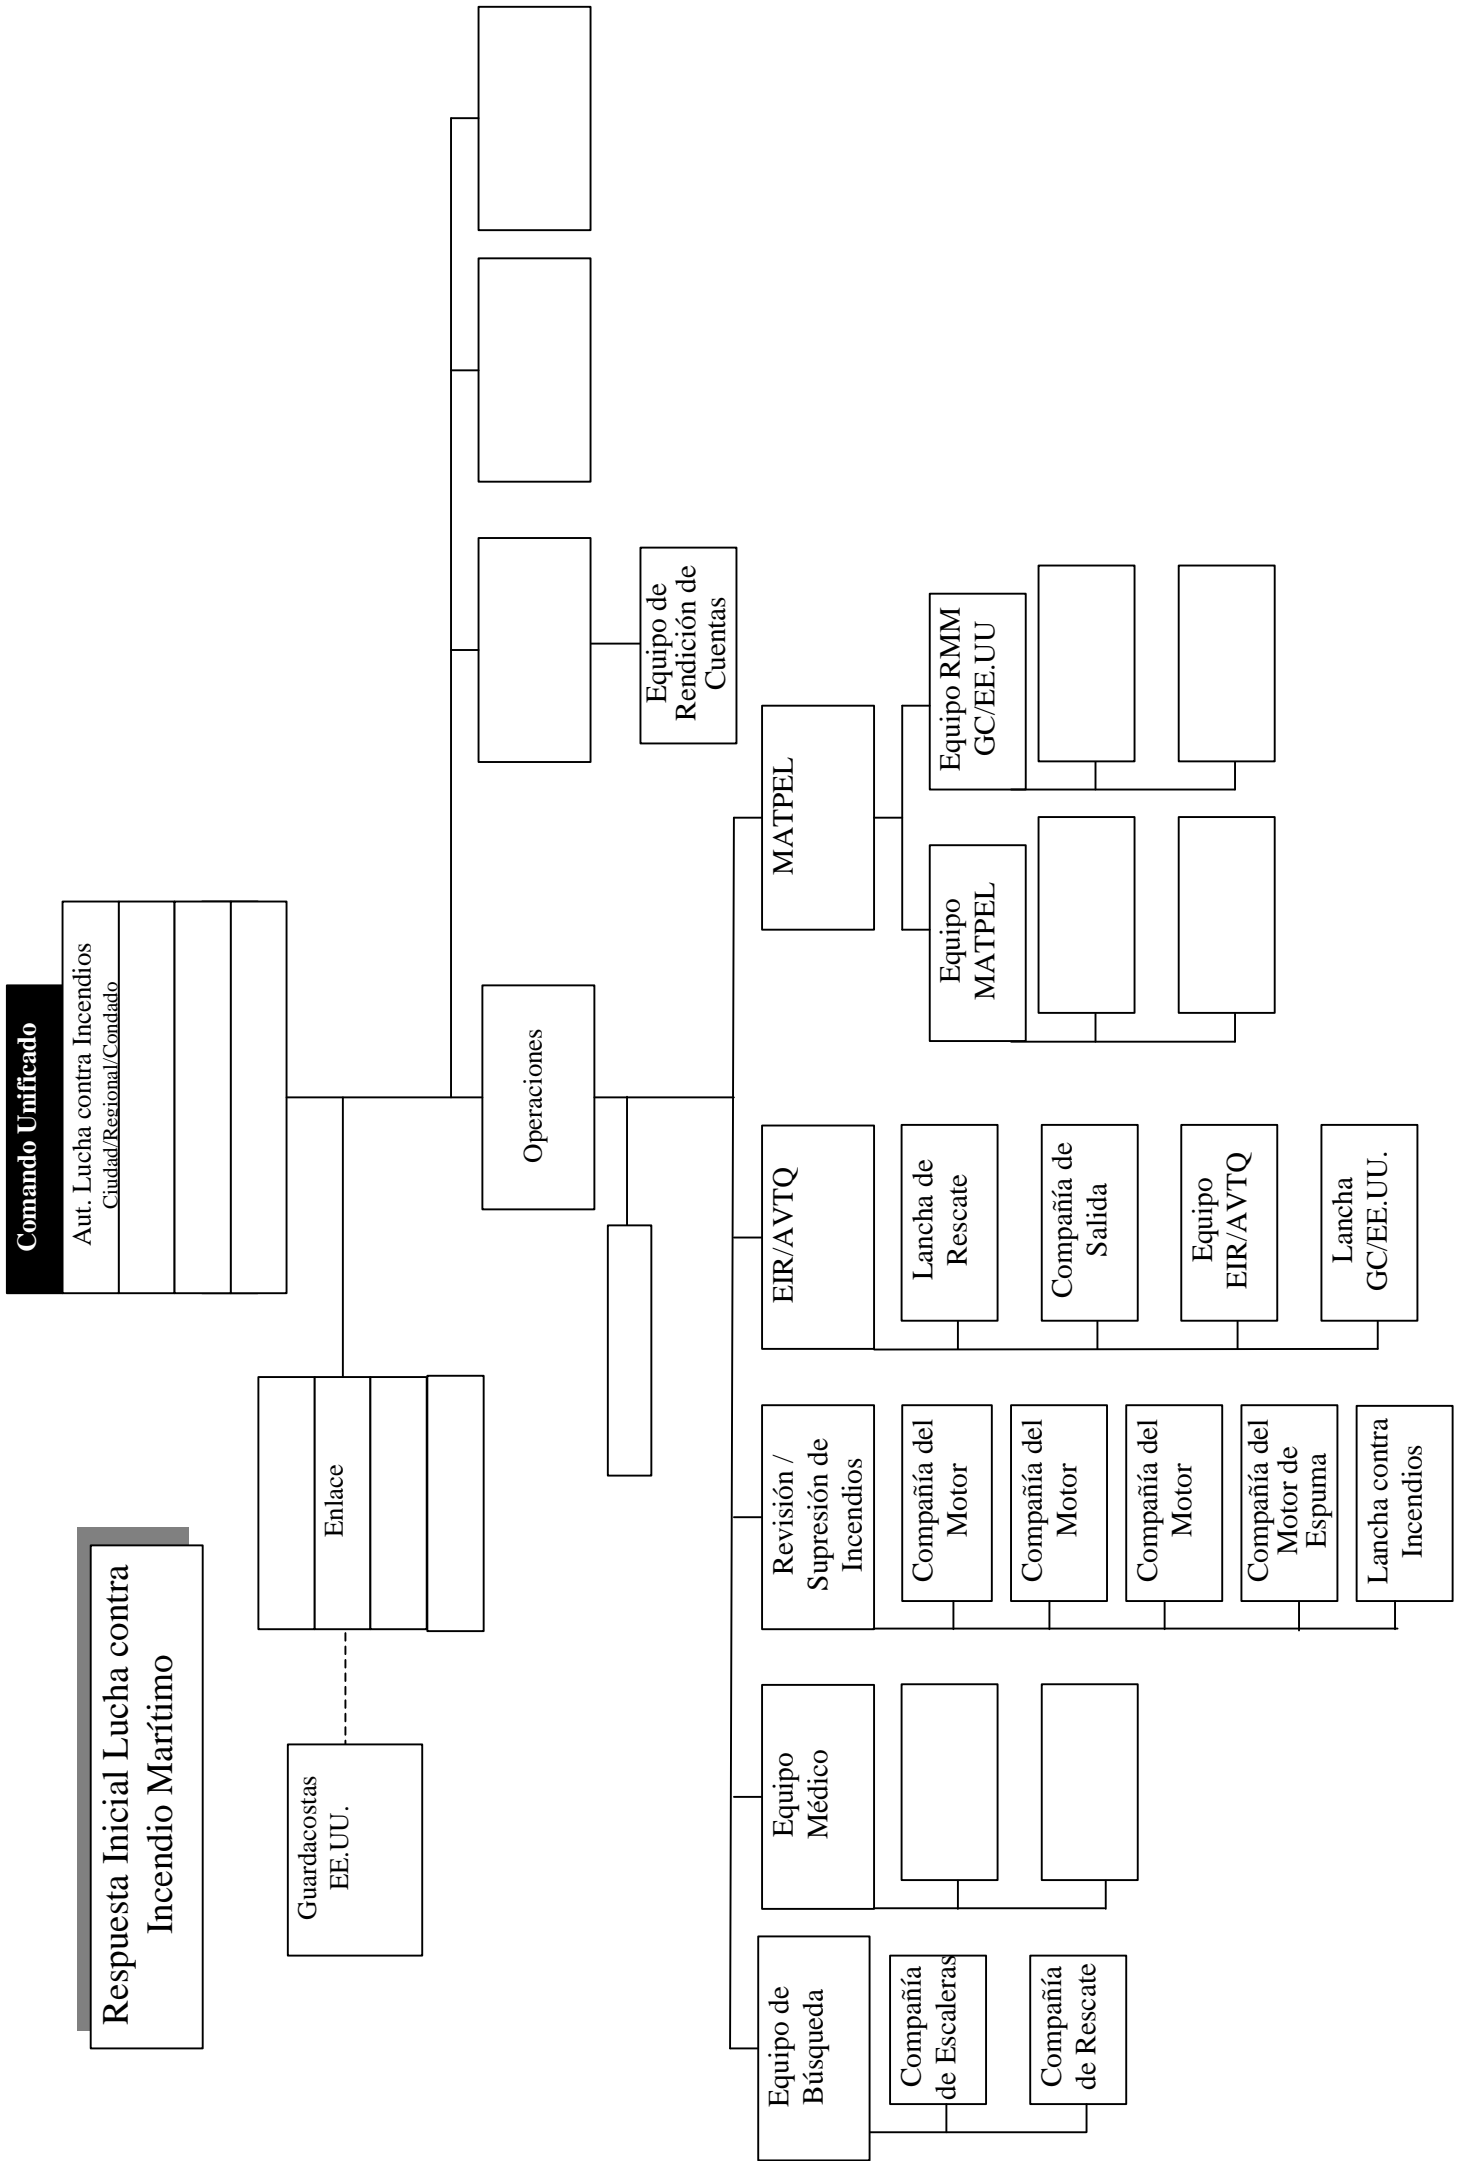 Respuesta Inicial Lucha contra
Incendio Marítimo
Comando Unificado
Aut. Lucha contra Incendios
Ciudad/Regional/Condado
Guardacostas
EE.UU.
Enlace
Operaciones
Equipo de
Rendición de
Cuentas
Equipo de
Búsqueda
Compañía
de Escaleras
Compañía
de Rescate
Equipo
Médico
Revisión /
Supresión de
Incendios
Compañía del
Motor
Compañía del
Motor
Compañía del
Motor
Compañía del
Motor de
Espuma
Lancha contra
Incendios
EIR/AVTQ
Lancha de
Rescate
Compañía de
Salida
Equipo
EIR/AVTQ
Lancha
GC/EE.UU.
MATPEL
Equipo
MATPEL
Equipo RMM
GC/EE.UU